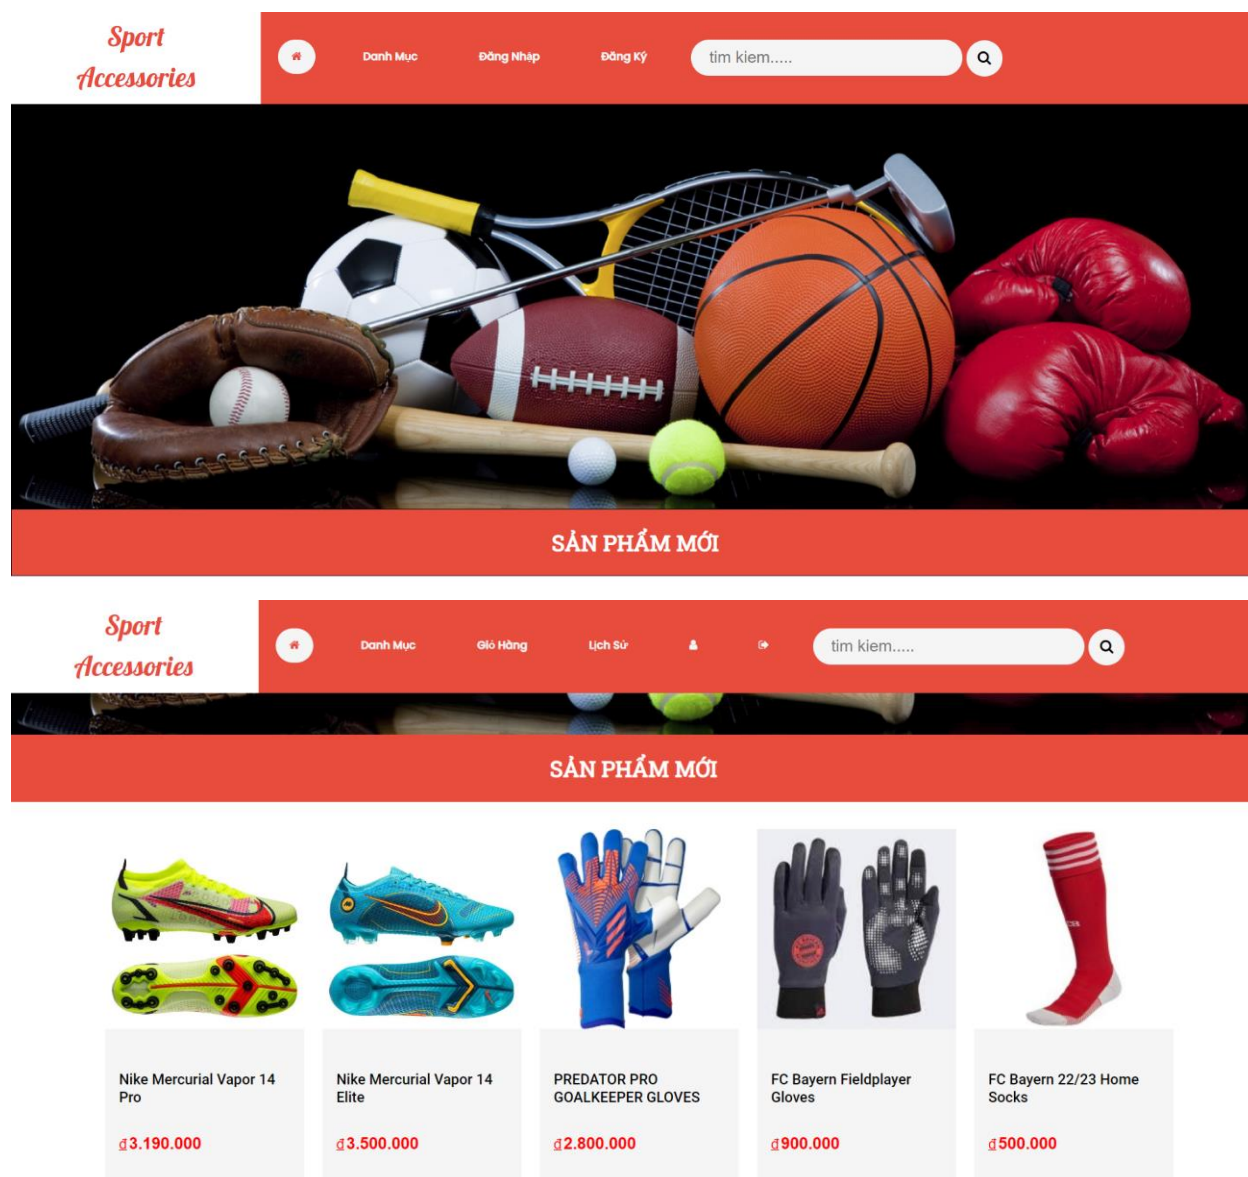 Sport
Accessories
Danh Mục
Đăng Nhập
Đăng Ký
tim kiem.....
SẢN PHẨM MỚI
Sport
Accessories
Danh Mục
Giỏ Hàng
Lịch Sử
tim kiem.....
SẢN PHẨM MỚI
Nike Mercurial Vapor 14
Pro
₫3.190.000
Nike Mercurial Vapor 14
Elite
₫3.500.000
PREDATOR PRO
GOALKEEPER GLOVES
₫2.800.000
FC Bayern Fieldplayer
Gloves
₫900.000
FC Bayern 22/23 Home
Socks
₫500.000